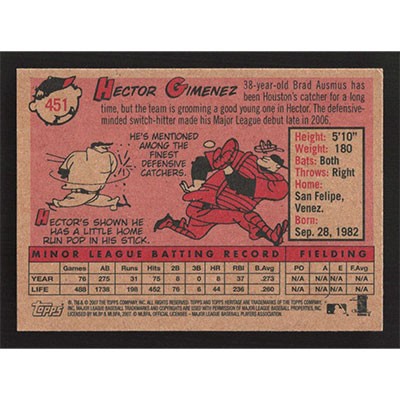 451
HECTOR GIMENEZ
38-year-old Brad Ausmus has
been Houston's catcher for a long
time, but the team is grooming a good young one in Hector. The defensive-
minded switch-hitter made his Major League debut late in 2006.
HE'S MENTIONED
AMONG THE
FINEST
DEFENSIVE
CATCHERS.
HECTOR'S SHOWN HE
HAS A LITTLE HOME
RUN POP IN HIS STICK.
Height: 5'10"
Weight: 180
Bats: Both
Throws: Right
Home:
San Felipe,
Venez.
Born:
Sep. 28, 1982
MINOR LEAGUE BATTING RECORD FIELDING
Games AB Runs Hits 2B 3B HR RBI B.Avg PO A E F.Avg
YEAR 76 275 31 75 8 37 .273 N/A N/A N/A N/A
LIFE 488 1738 198 452 76 6 44 236 .260 N/A N/A N/A N/A
TOPPS